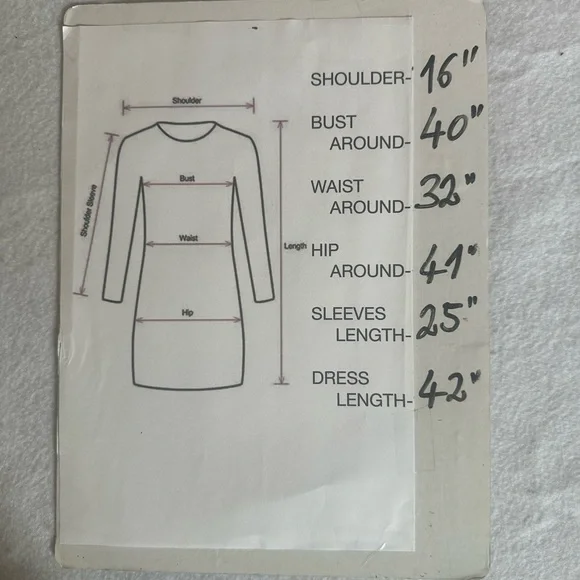 SHOULDER- 16"
BUST
AROUND- 40"
WAIST
AROUND- 32"
HIP
AROUND- 41"
SLEEVES
LENGTH- 25"
DRESS
LENGTH- 42"
Shoulder
Shoulder Sleeve
Bust
Waist
Length
Hip